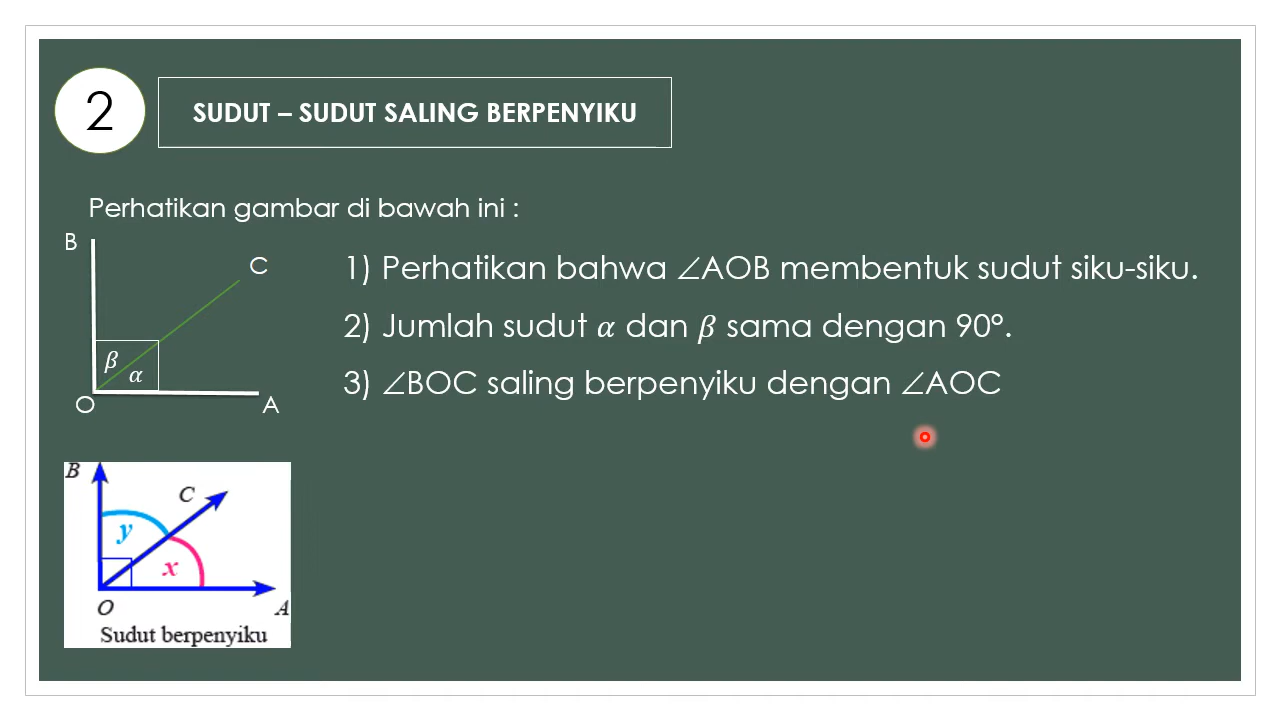 2
SUDUT – SUDUT SALING BERPENYIKU
Perhatikan gambar di bawah ini :
B
C
β
α
O
A
1) Perhatikan bahwa ∠AOB membentuk sudut siku-siku.
2) Jumlah sudut α dan β sama dengan 90°.
3) ∠BOC saling berpenyiku dengan ∠AOC
B
C
y
x
O
A
Sudut berpenyiku